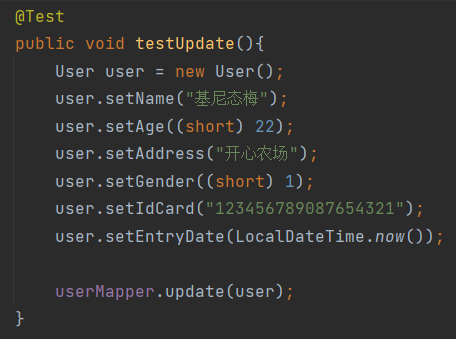 @Test
public void testUpdate(){
    User user = new User();
    user.setName("基尼态梅");
    user.setAge((short) 22);
    user.setAddress("开心农场");
    user.setGender((short) 1);
    user.setIdCard("123456789087654321");
    user.setEntryDate(LocalDateTime.now());

    userMapper.update(user);
}